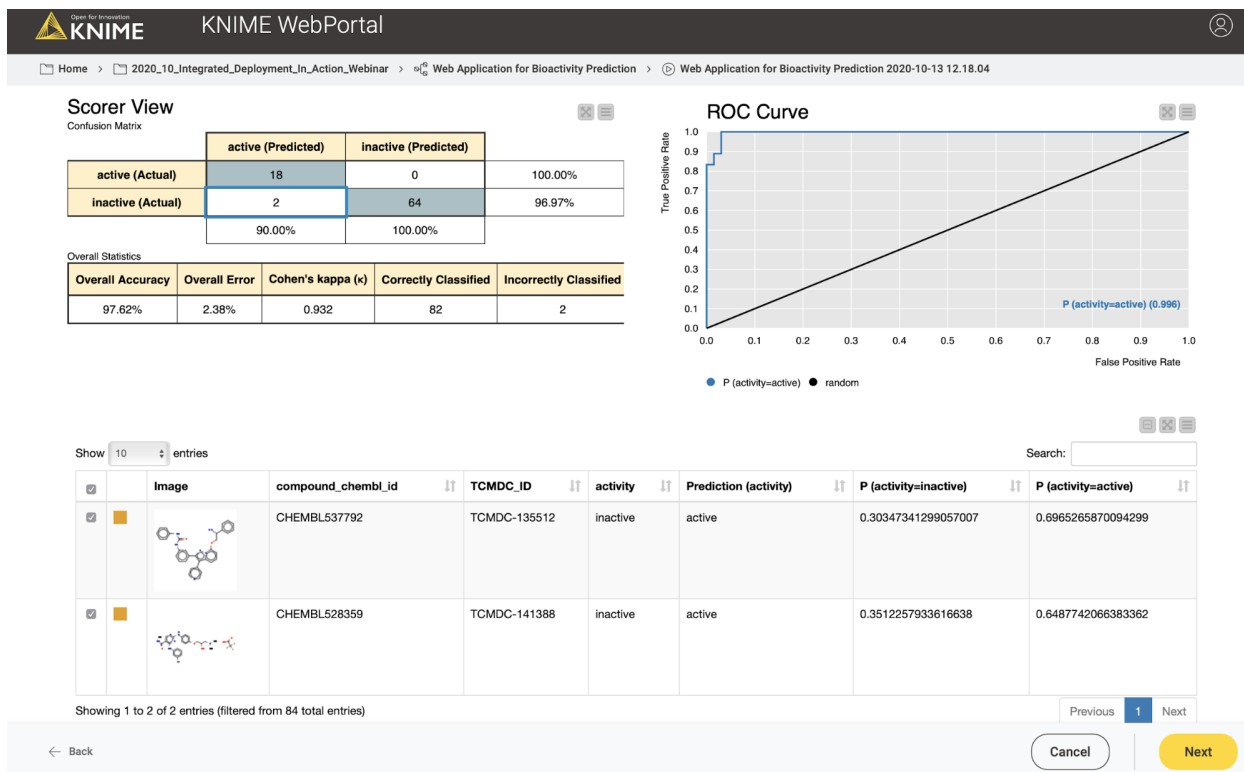 Open for Innovation
KNIME
KNIME WebPortal
Home > 2020_10_Integrated_Deployment_In_Action_Webinar > Web Application for Bioactivity Prediction > Web Application for Bioactivity Prediction 2020-10-13 12.18.04
Scorer View
Confusion Matrix
active (Predicted) inactive (Predicted)
active (Actual) 18 0 100.00%
inactive (Actual) 2 64 96.97%
90.00% 100.00%
Overall Statistics
Overall Accuracy Overall Error Cohen's kappa (κ) Correctly Classified Incorrectly Classified
97.62% 2.38% 0.932 82 2
ROC Curve
True Positive Rate
1.0
0.9
0.8
0.7
0.6
0.5
0.4
0.3
0.2
0.1
0.0
P (activity=active) (0.996)
0.0 0.1 0.2 0.3 0.4 0.5 0.6 0.7 0.8 0.9 1.0
False Positive Rate
P (activity=active) random
Show 10 entries
Search:
Image compound_chembl_id TCMDC_ID activity Prediction (activity) P (activity=inactive) P (activity=active)
CHEMBL537792 TCMDC-135512 inactive active 0.30347341299057007 0.6965265870094299
CHEMBL528359 TCMDC-141388 inactive active 0.3512257933616638 0.6487742066383362
Showing 1 to 2 of 2 entries (filtered from 84 total entries)
Previous 1 Next
← Back
Cancel
Next